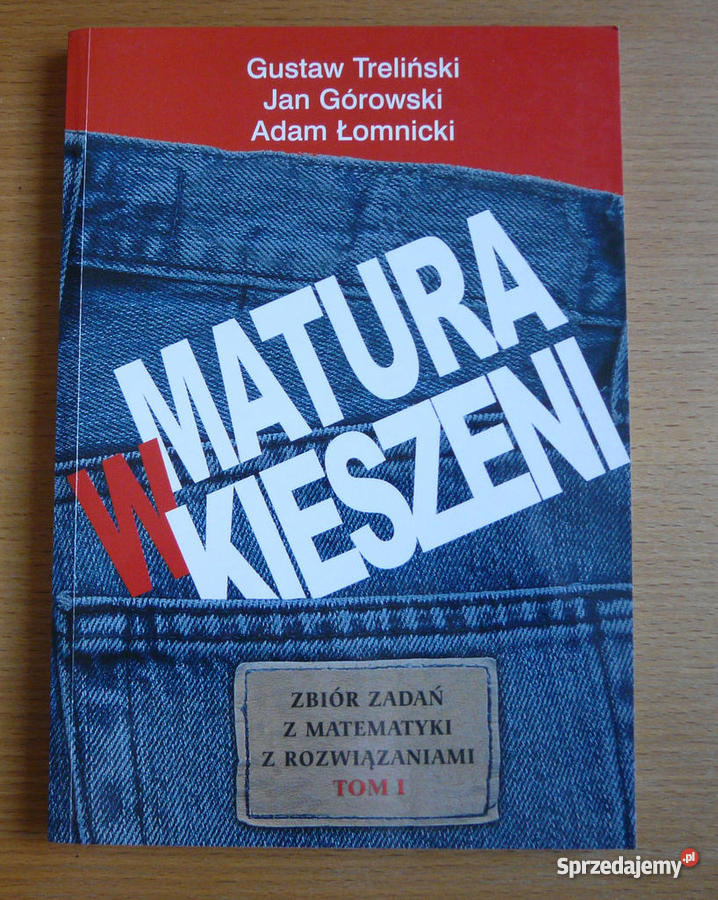 Gustaw Treliński
Jan Górowski
Adam Łomnicki
MATURA
W KIESZENI
ZBIÓR ZADAŃ
Z MATEMATYKI
Z ROZWIĄZANIAMI
TOM I
Sprzedajemy.pl